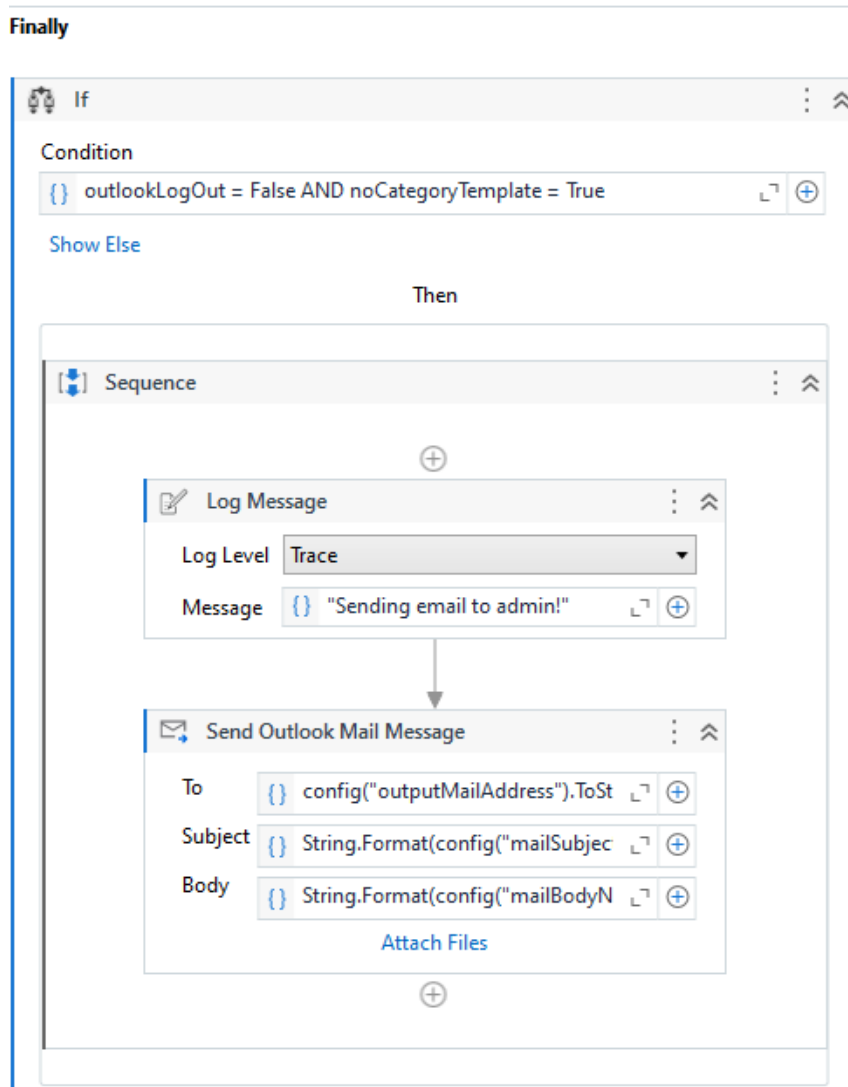 Finally
If
Condition
{} outlookLogOut = False AND noCategoryTemplate = True
Show Else
Then
Sequence
Log Message
Log Level Trace
Message {} "Sending email to admin!"
Send Outlook Mail Message
To {} config("outputMailAddress").ToSt
Subject {} String.Format(config("mailSubjec
Body {} String.Format(config("mailBodyN
Attach Files